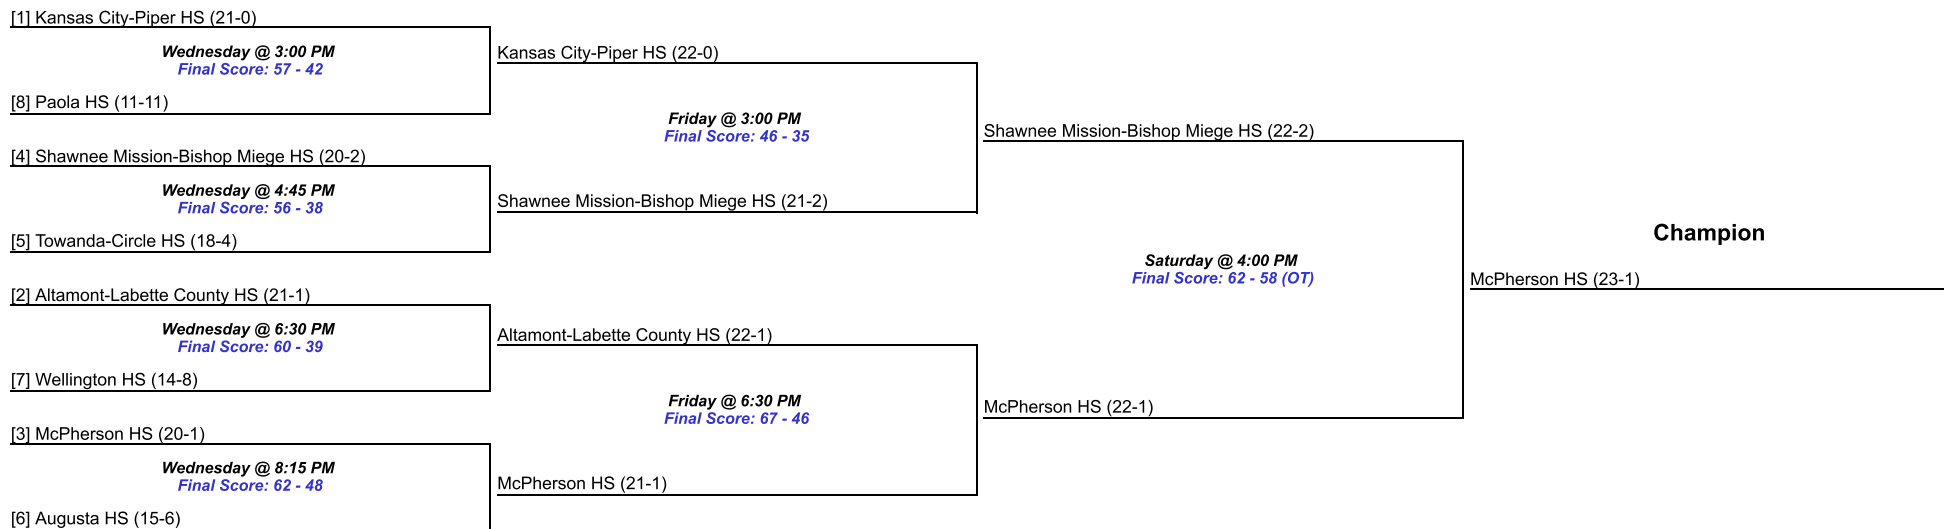 [1] Kansas City-Piper HS (21-0)
Wednesday @ 3:00 PM
Final Score: 57 - 42
[8] Paola HS (11-11)
[4] Shawnee Mission-Bishop Miege HS (20-2)
Wednesday @ 4:45 PM
Final Score: 56 - 38
[5] Towanda-Circle HS (18-4)
[2] Altamont-Labette County HS (21-1)
Wednesday @ 6:30 PM
Final Score: 60 - 39
[7] Wellington HS (14-8)
[3] McPherson HS (20-1)
Wednesday @ 8:15 PM
Final Score: 62 - 48
[6] Augusta HS (15-6)
Kansas City-Piper HS (22-0)
Friday @ 3:00 PM
Final Score: 46 - 35
Shawnee Mission-Bishop Miege HS (21-2)
Altamont-Labette County HS (22-1)
Friday @ 6:30 PM
Final Score: 67 - 46
McPherson HS (21-1)
Shawnee Mission-Bishop Miege HS (22-2)
Saturday @ 4:00 PM
Final Score: 62 - 58 (OT)
McPherson HS (22-1)
Champion
McPherson HS (23-1)